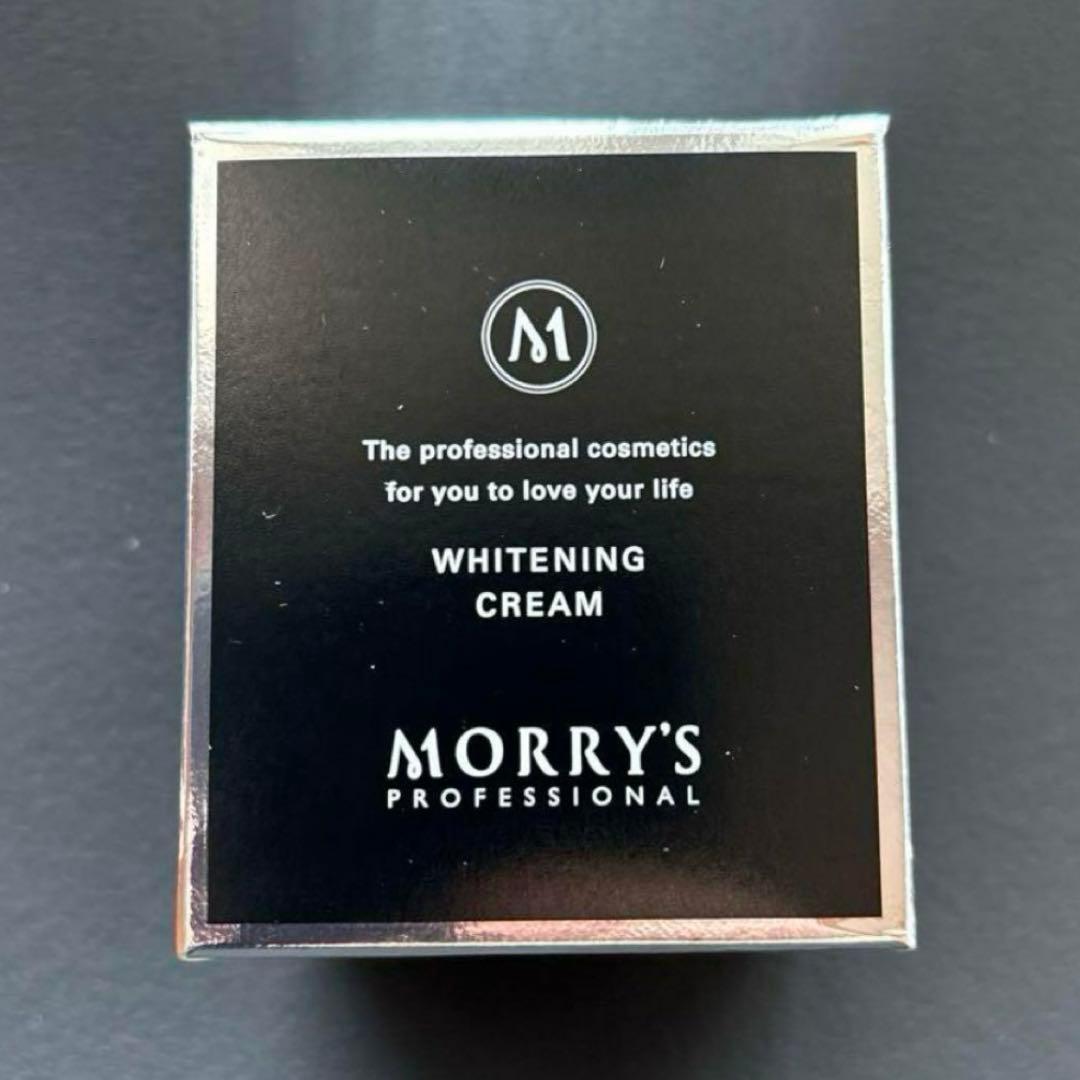 M
The professional cosmetics
for you to love your life
WHITENING
CREAM
MORRY'S
PROFESSIONAL